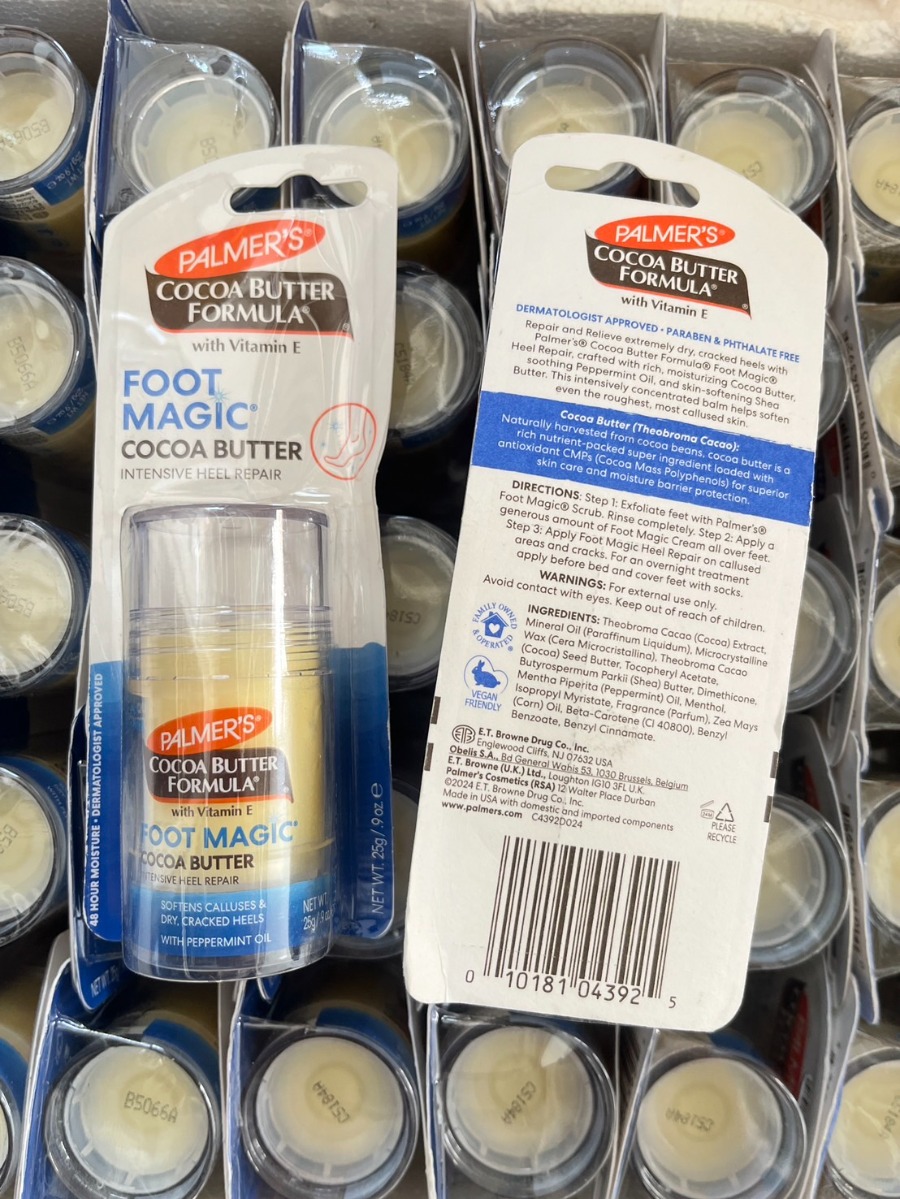 PALMER'S®
COCOA BUTTER
FORMULA®
with Vitamin E
FOOT
MAGIC®
COCOA BUTTER
INTENSIVE HEEL REPAIR
PALMER'S®
COCOA BUTTER
FORMULA®
with Vitamin E
FOOT MAGIC®
COCOA BUTTER
INTENSIVE HEEL REPAIR
SOFTENS CALLUSES &
DRY, CRACKED HEELS
WITH PEPPERMINT OIL
NET WT.
25g/.9 oz
48 HOUR MOISTURE • DERMATOLOGIST APPROVED
NET WT. 25g/.9 oz e
PALMER'S®
COCOA BUTTER
FORMULA®
with Vitamin E
DERMATOLOGIST APPROVED • PARABEN & PHTHALATE FREE
Repair and Relieve extremely dry, cracked heels with
Palmer's® Cocoa Butter Formula® Foot Magic®
Heel Repair, crafted with rich, moisturizing Cocoa Butter,
soothing Peppermint Oil, and skin-softening Shea
Butter. This intensively concentrated balm helps soften
even the roughest, most callused skin.
Cocoa Butter (Theobroma Cacao):
Naturally harvested from cocoa beans, cocoa butter is a
rich nutrient-packed super ingredient loaded with
antioxidant CMPs (Cocoa Mass Polyphenols) for superior
skin care and moisture barrier protection.
DIRECTIONS: Step 1: Exfoliate feet with Palmer's®
Foot Magic® Scrub. Rinse completely. Step 2: Apply a
generous amount of Foot Magic Cream all over feet.
Step 3: Apply Foot Magic Heel Repair on callused
areas and cracks. For an overnight treatment
apply before bed and cover feet with socks.
WARNINGS: For external use only.
Avoid contact with eyes. Keep out of reach of children.
FAMILY OWNED
& OPERATED
VEGAN
FRIENDLY
INGREDIENTS: Theobroma Cacao (Cocoa) Extract,
Mineral Oil (Paraffinum Liquidum), Microcrystalline
Wax (Cera Microcristallina), Theobroma Cacao
(Cocoa) Seed Butter, Tocopheryl Acetate,
Butyrospermum Parkii (Shea) Butter, Dimethicone,
Mentha Piperita (Peppermint) Oil, Menthol,
Isopropyl Myristate, Fragrance (Parfum), Zea Mays
(Corn) Oil, Beta-Carotene (CI 40800), Benzyl
Benzoate, Benzyl Cinnamate.
E.T. Browne Drug Co., Inc.
Englewood Cliffs, NJ 07632 USA
Obelis S.A., Bd General Wahis 53, 1030 Brussels, Belgium
E.T. Browne (U.K.) Ltd., Loughton IG10 3FL U.K.
Palmer's Cosmetics (RSA) 12 Walter Place Durban
©2024 E.T. Browne Drug Co., Inc.
Made in USA with domestic and imported components
www.palmers.com C4392D024
24M
PLEASE
RECYCLE
0 10181 04392 5
B5066A
C5184A
C5184A
C5184A